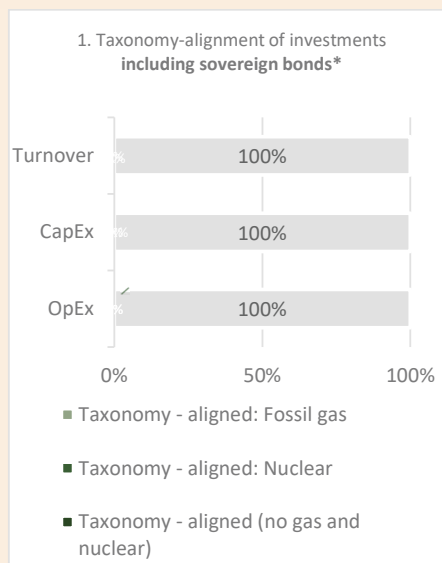 1. Taxonomy-alignment of investments
including sovereign bonds*
Turnover
100%
CapEx
100%
OpEx
100%
0%
50%
100%
Taxonomy - aligned: Fossil gas
Taxonomy - aligned: Nuclear
Taxonomy - aligned (no gas and
nuclear)